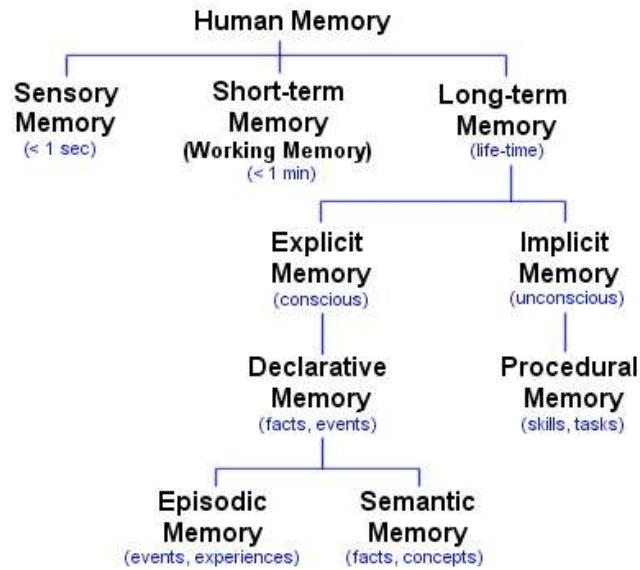 Human Memory
Sensory
Memory
(< 1 sec)
Short-term
Memory
(Working Memory)
(< 1 min)
Long-term
Memory
(life-time)
Explicit
Memory
(conscious)
Implicit
Memory
(unconscious)
Declarative
Memory
(facts, events)
Procedural
Memory
(skills, tasks)
Episodic
Memory
(events, experiences)
Semantic
Memory
(facts, concepts)